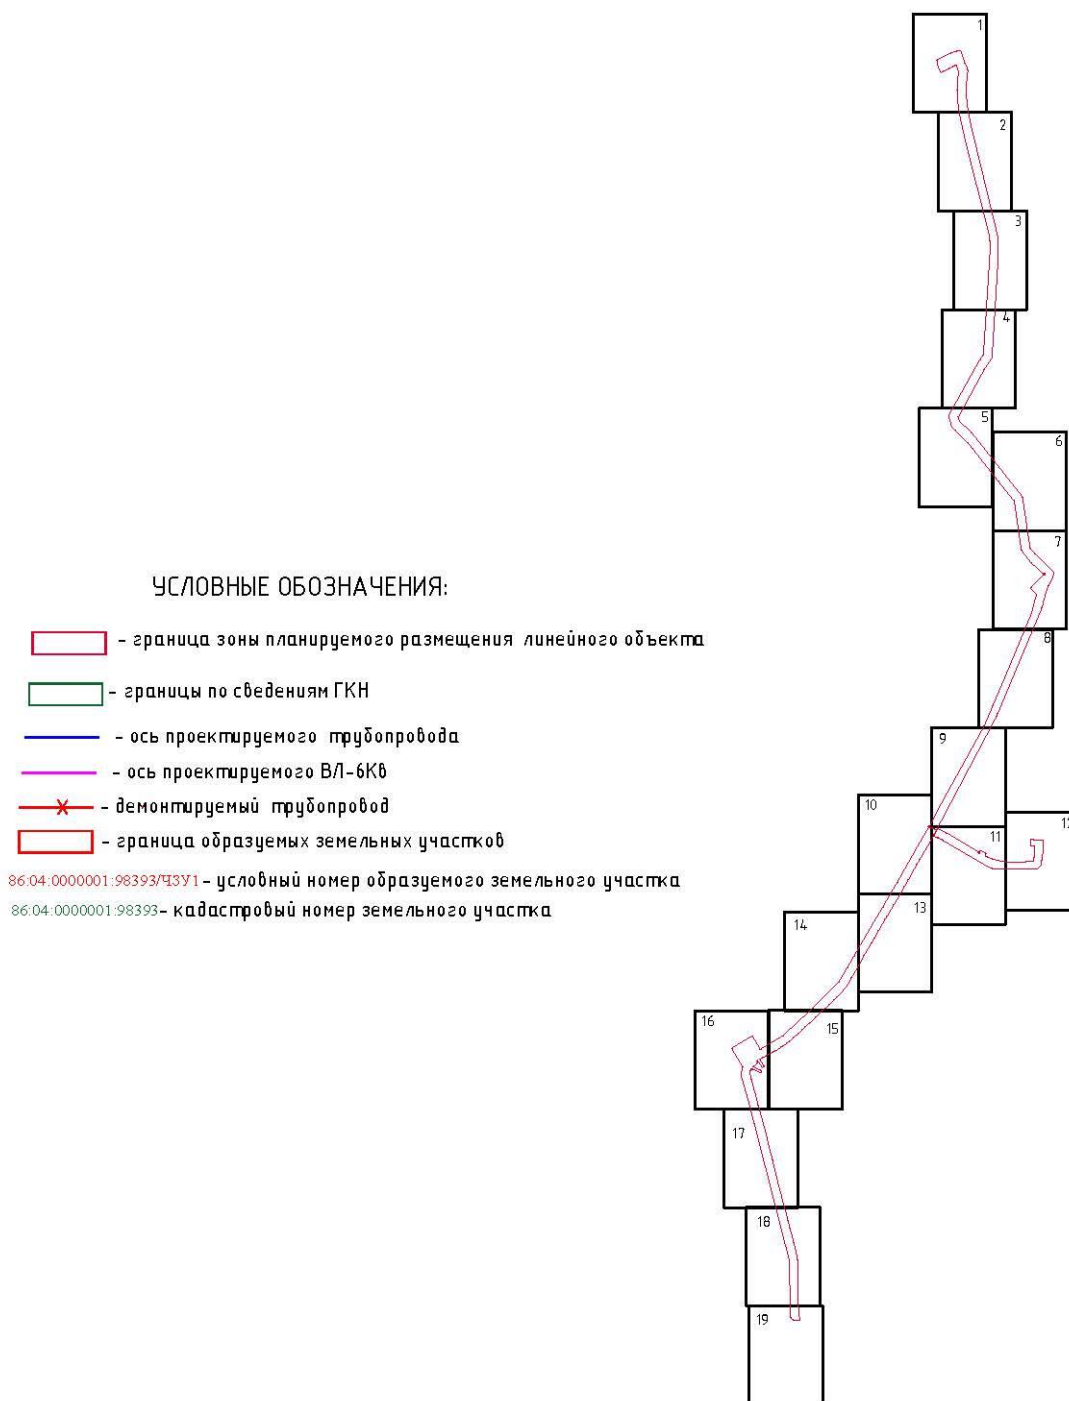 1
2
3
4
5
6
7
УСЛОВНЫЕ ОБОЗНАЧЕНИЯ:
- граница зоны планируемого размещения линейного объекта
8
- границы по сведениям ГКН
- ось проектируемого трубопровода
9
- ось проектируемого ВЛ-6Кв
10
- демонтируемый трубопровод
12
11
- граница образуемых земельных участков
86:04:0000001:98393/ЧЗУ1 - условный номер образуемого земельного участка
86:04:0000001:98393- кадастровый номер земельного участка
13
14
16
15
17
18
19